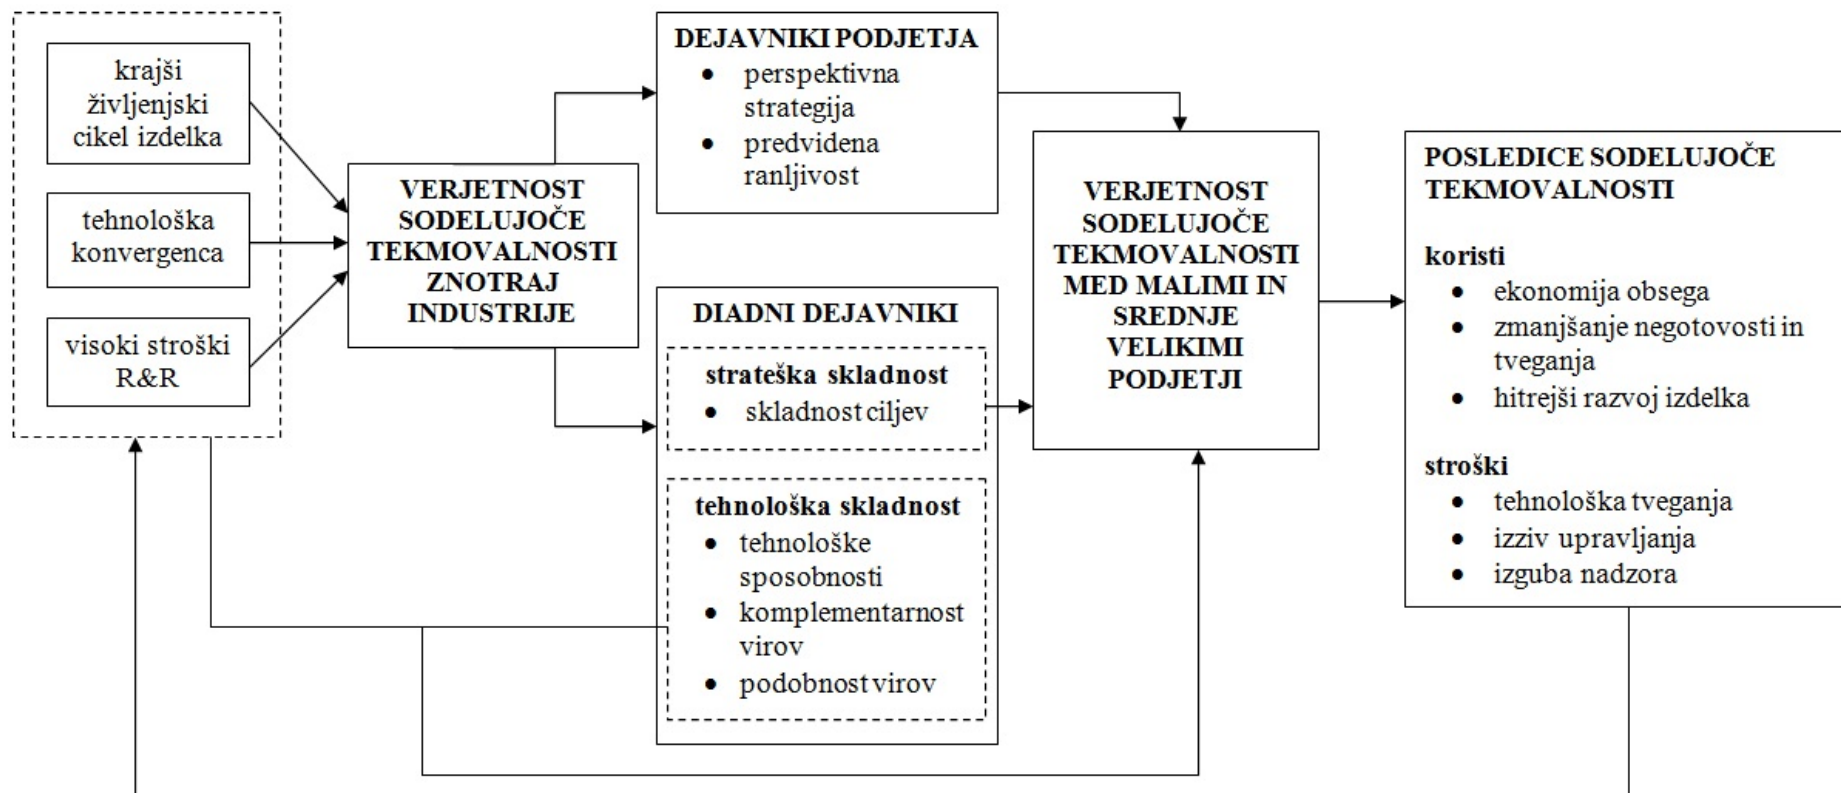 krajši
življenjski
cikel izdelka
tehnološka
konvergenca
visoki stroški
R&R
VERJETNOST
SODELUJOČE
TEKMOVALNOSTI
ZNOTRAJ
INDUSTRIJE
DEJAVNIKI PODJETJA
• perspektivna
strategija
• predvidena
ranljivost
DIADNI DEJAVNIKI
strateška skladnost
• skladnost ciljev
tehnološka skladnost
• tehnološke
sposobnosti
• komplementarnost
virov
• podobnost virov
VERJETNOST
SODELUJOČE
TEKMOVALNOSTI
MED MALIMI IN
SREDNJE
VELIKIMI
PODJETJI
POSLEDICE SODELUJOČE
TEKMOVALNOSTI
koristi
• ekonomija obsega
• zmanjšanje negotovosti in
tveganja
• hitrejši razvoj izdelka
stroški
• tehnološka tveganja
• izziv upravljanja
• izguba nadzora